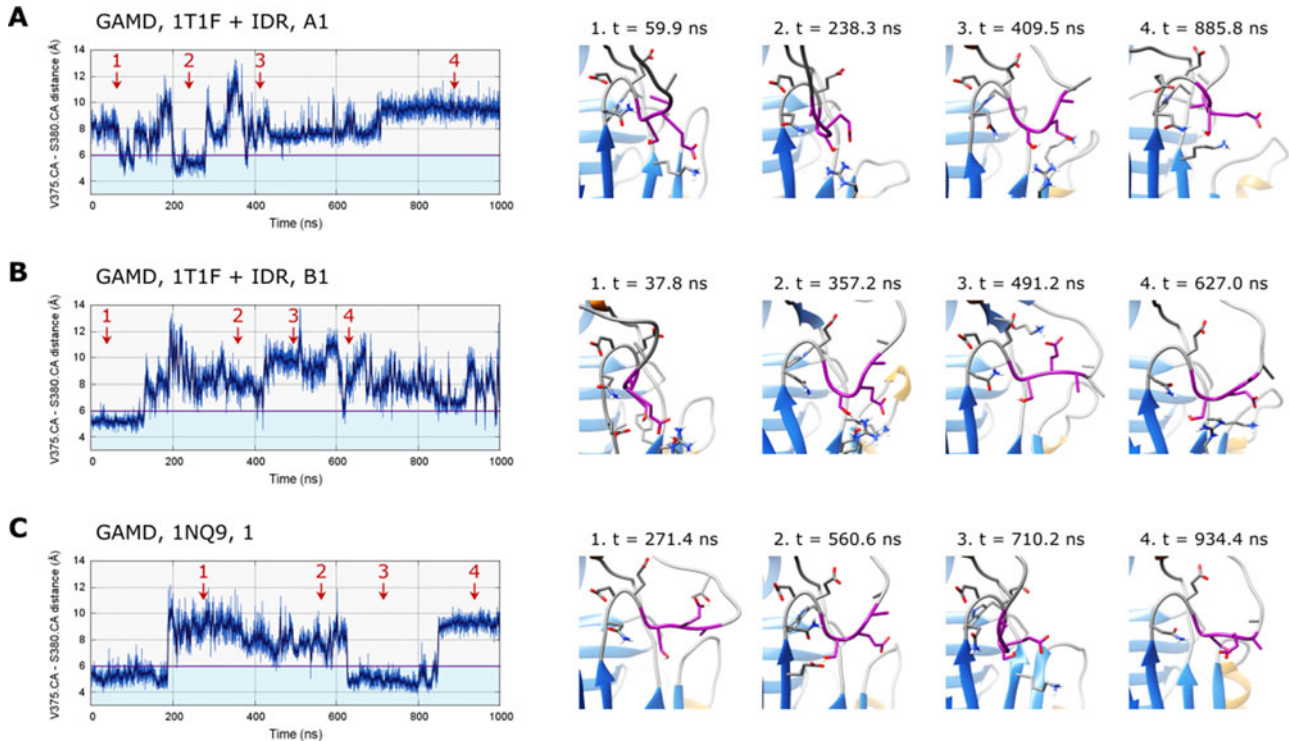 A
GAMD, 1T1F + IDR, A1
V375.CA - S380.CA distance (Å)
14
12
10
8
6
4
1
2
3
4
0
200
400
600
800
1000
Time (ns)
1. t = 59.9 ns
2. t = 238.3 ns
3. t = 409.5 ns
4. t = 885.8 ns
B
GAMD, 1T1F + IDR, B1
V375.CA - S380.CA distance (Å)
14
12
10
8
6
4
1
2
3
4
0
200
400
600
800
1000
Time (ns)
1. t = 37.8 ns
2. t = 357.2 ns
3. t = 491.2 ns
4. t = 627.0 ns
C
GAMD, 1NQ9, 1
V375.CA - S380.CA distance (Å)
14
12
10
8
6
4
1
2
3
4
0
200
400
600
800
1000
Time (ns)
1. t = 271.4 ns
2. t = 560.6 ns
3. t = 710.2 ns
4. t = 934.4 ns